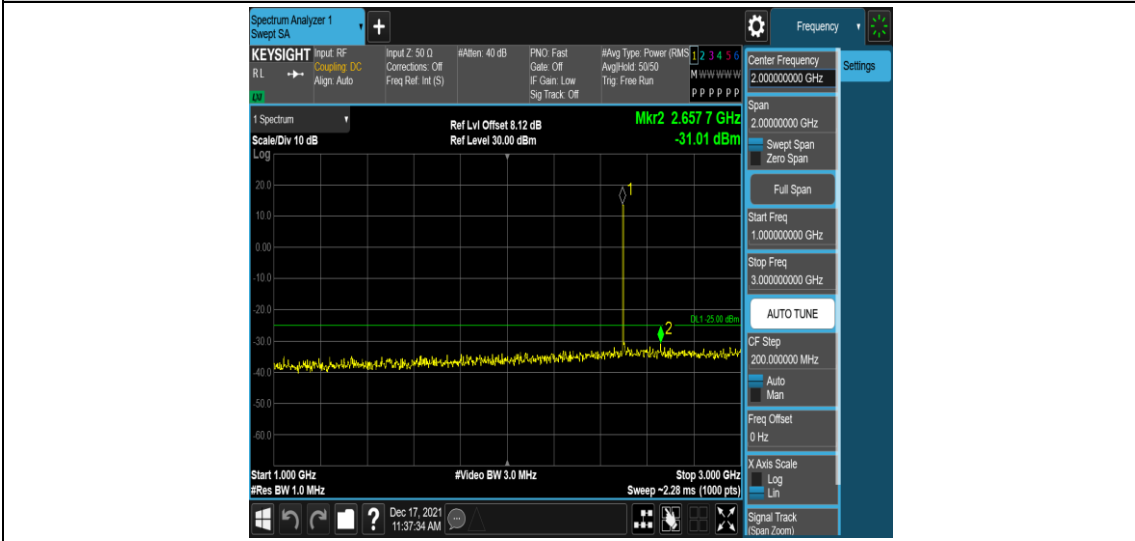 Spectrum Analyzer 1
Swept SA
+
Frequency
KEYSIGHT
R L
LNI
Input: RF
Coupling: DC
Align: Auto
Input Z: 50 Ω
Corrections: Off
Freq Ref: Int (S)
#Atten: 40 dB
PNO: Fast
Gate: Off
IF Gain: Low
Sig Track: Off
#Avg Type: Power (RMS
Avg|Hold: 50/50
Trig: Free Run
1 2 3 4 5 6
M W W W W W
P P P P P P
1 Spectrum
Scale/Div 10 dB
Ref Lvl Offset 8.12 dB
Ref Level 30.00 dBm
Mkr2 2.657 7 GHz
-31.01 dBm
Log
20.0
10.0
0.00
-10.0
-20.0
-30.0
-40.0
-50.0
-60.0
1
DL1 -25.00 dBm
2
Start 1.000 GHz
#Res BW 1.0 MHz
#Video BW 3.0 MHz
Stop 3.000 GHz
Sweep ~2.28 ms (1000 pts)
?
Dec 17, 2021
11:37:34 AM
Center Frequency
2.000000000 GHz
Settings
Span
2.00000000 GHz
Swept Span
Zero Span
Full Span
Start Freq
1.000000000 GHz
Stop Freq
3.000000000 GHz
AUTO TUNE
CF Step
200.000000 MHz
Auto
Man
Freq Offset
0 Hz
X Axis Scale
Log
Lin
Signal Track
(Span Zoom)